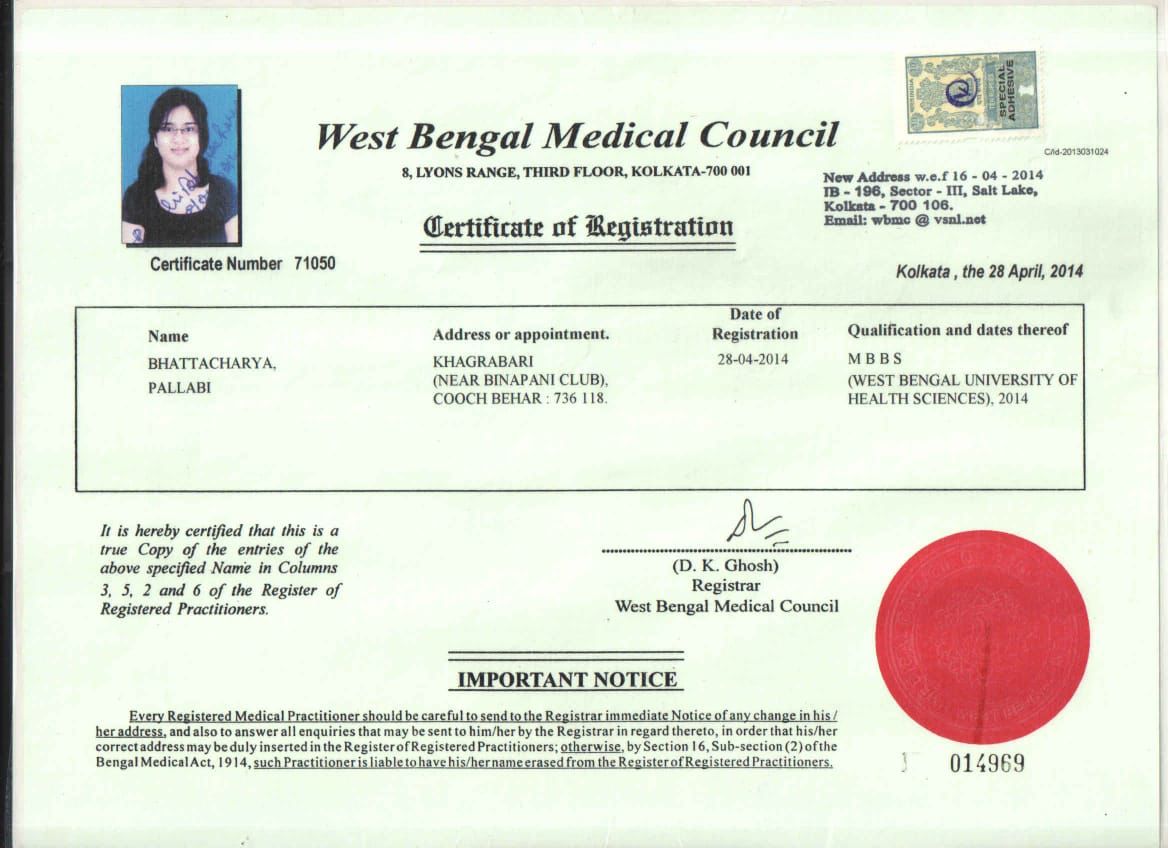 West Bengal Medical Council
8, LYONS RANGE, THIRD FLOOR, KOLKATA-700 001
Certificate of Registration
SPECIAL
ADHESIVE
C/Id-2013031024
New Address w.e.f 16 - 04 - 2014
IB - 196, Sector - III, Salt Lake,
Kolkata - 700 106.
Email: wbmc @ vsnl.net
Certificate Number 71050
Kolkata , the 28 April, 2014
Name
Address or appointment.
Date of
Registration
Qualification and dates thereof
BHATTACHARYA,
PALLABI
KHAGRABARI
(NEAR BINAPANI CLUB),
COOCH BEHAR : 736 118.
28-04-2014
M B B S
(WEST BENGAL UNIVERSITY OF
HEALTH SCIENCES), 2014
It is hereby certified that this is a
true Copy of the entries of the
above specified Name in Columns
3, 5, 2 and 6 of the Register of
Registered Practitioners.
(D. K. Ghosh)
Registrar
West Bengal Medical Council
IMPORTANT NOTICE
Every Registered Medical Practitioner should be careful to send to the Registrar immediate Notice of any change in his /
her address, and also to answer all enquiries that may be sent to him/her by the Registrar in regard thereto, in order that his/her
correct address may be duly inserted in the Register of Registered Practitioners; otherwise, by Section 16, Sub-section (2) of the
Bengal Medical Act, 1914, such Practitioner is liable to have his/her name erased from the Register of Registered Practitioners.
014969